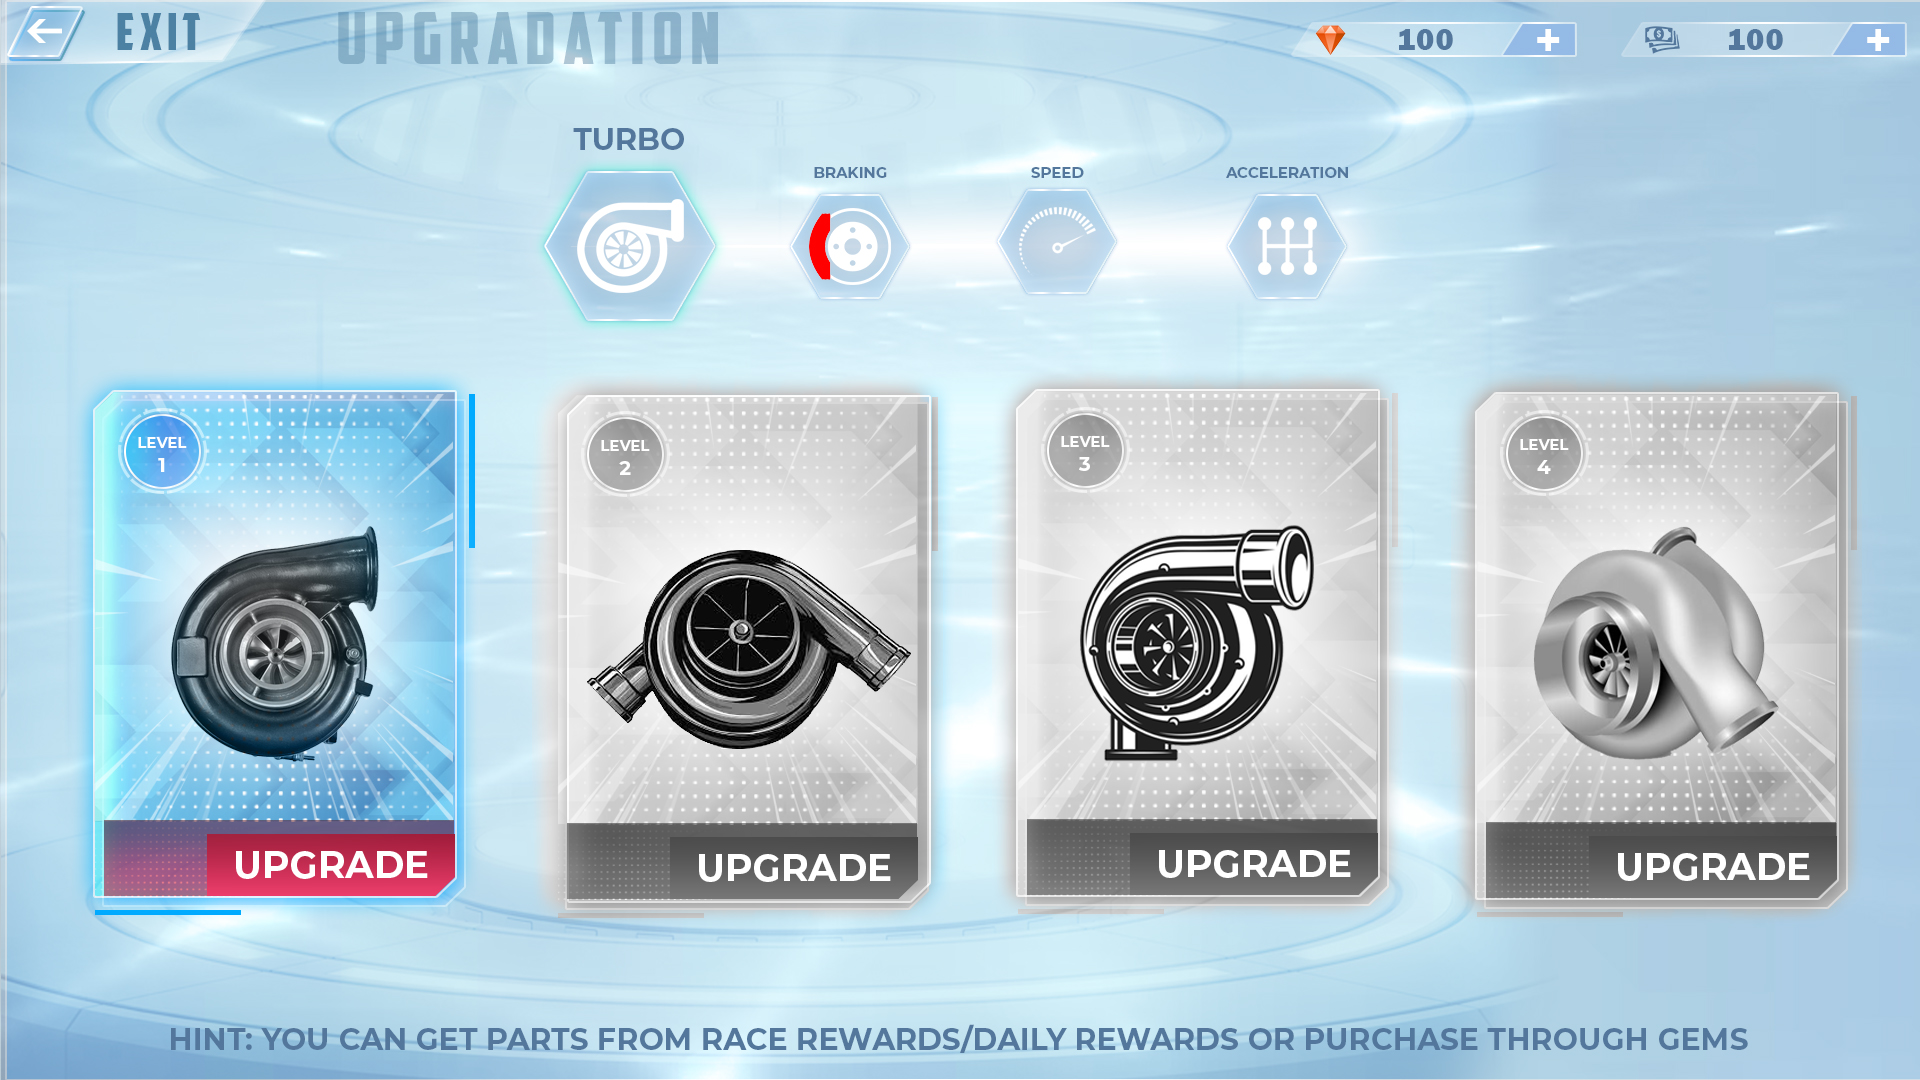 EXIT
UPGRADATION
100
100
TURBO
BRAKING
SPEED
ACCELERATION
LEVEL
1
LEVEL
2
LEVEL
3
LEVEL
4
UPGRADE
UPGRADE
UPGRADE
UPGRADE
HINT: YOU CAN GET PARTS FROM RACE REWARDS/DAILY REWARDS OR PURCHASE THROUGH GEMS